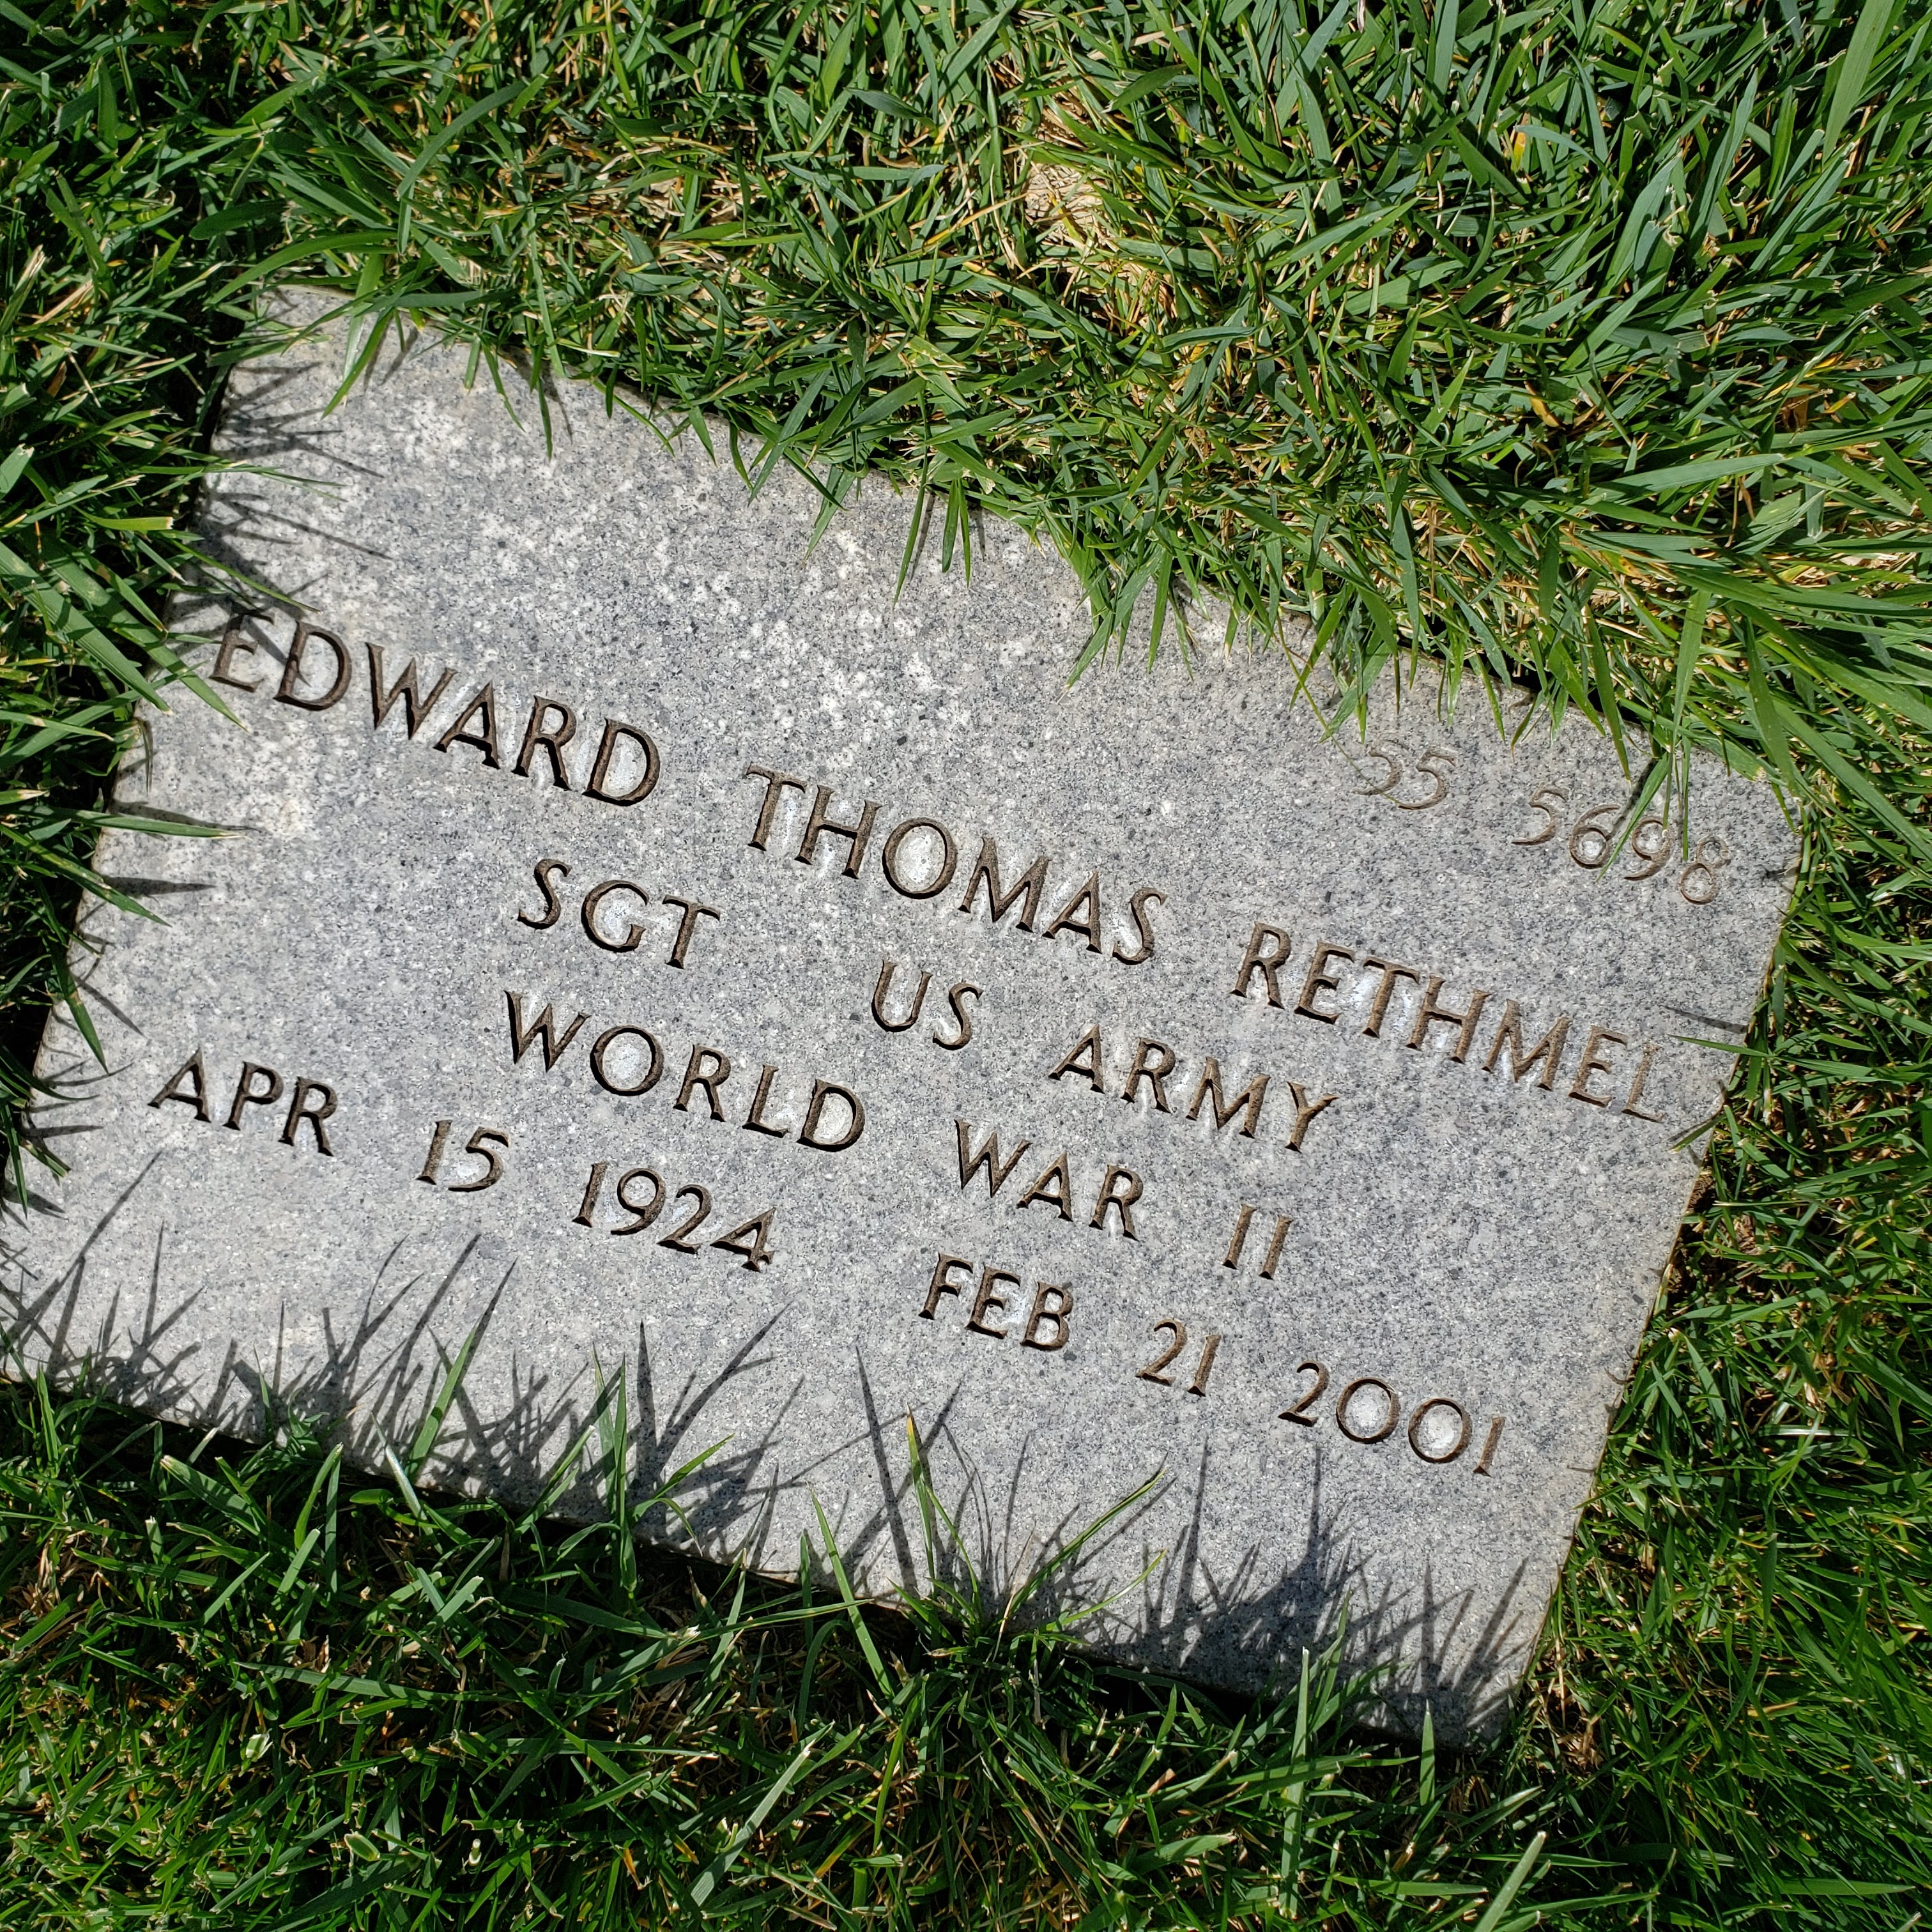 55 5698
EDWARD THOMAS RETHMEL
SGT US ARMY
WORLD WAR II
APR 15 1924 FEB 21 2001